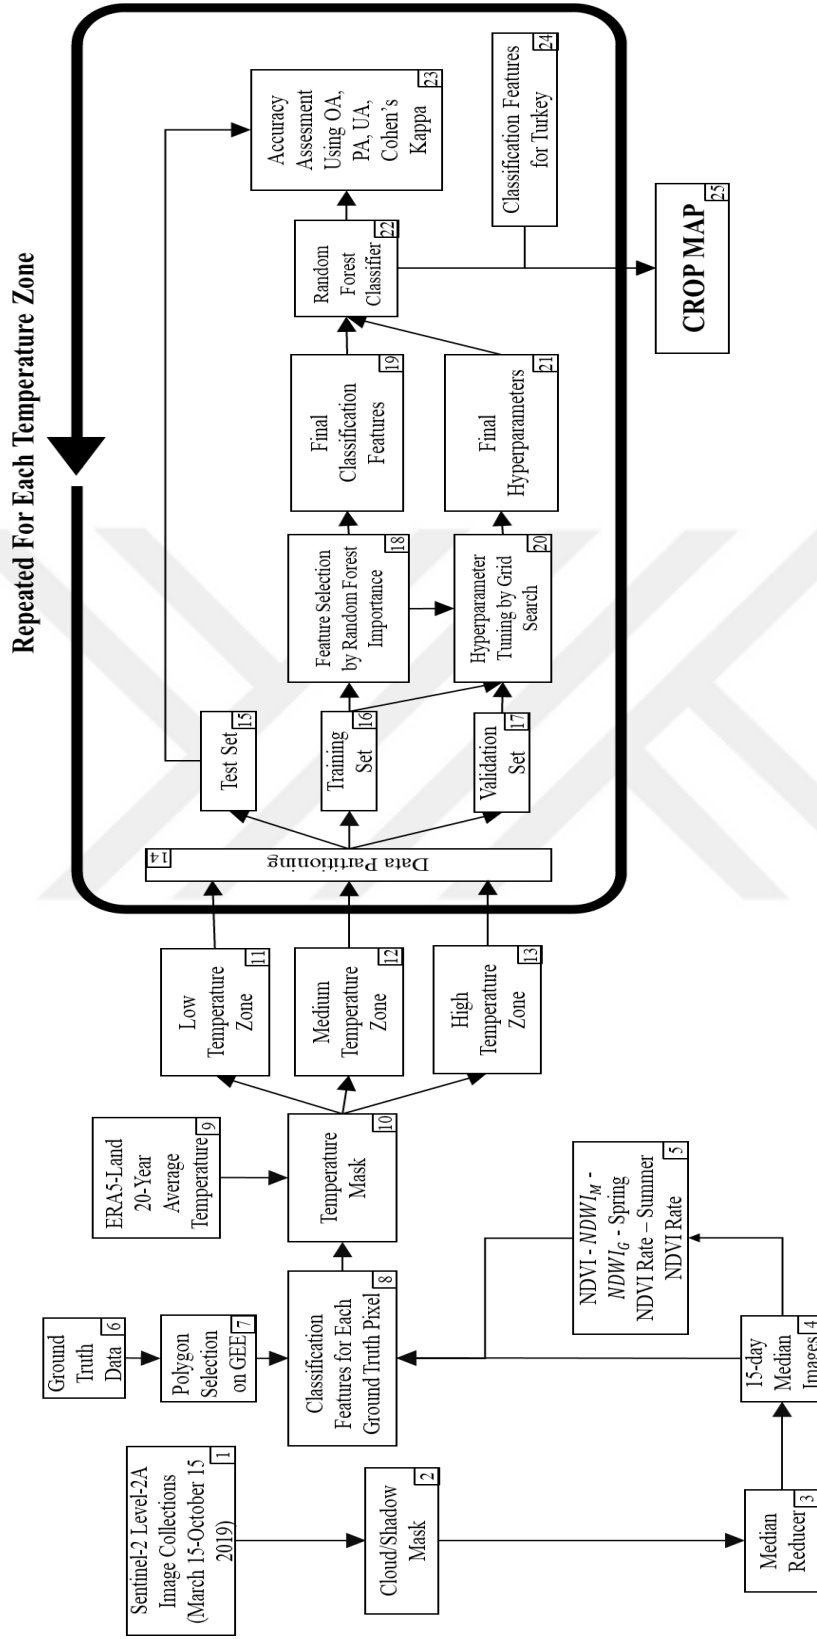 Repeated For Each Temperature Zone
Sentinel-2 Level-2A
Image Collections
(March 15-October 15
2019)
1
Cloud/Shadow
Mask
2
Median
Reducer
3
15-day
Median
Images
4
NDVI - NDWI_M -
NDWI_G - Spring
NDVI Rate – Summer
NDVI Rate
5
Ground
Truth
Data
6
Polygon
Selection
on GEE
7
Classification
Features for Each
Ground Truth Pixel
8
ERA5-Land
20-Year
Average
Temperature
9
Temperature
Mask
10
Low
Temperature
Zone
11
Medium
Temperature
Zone
12
High
Temperature
Zone
13
Data Partitioning
14
Test Set
15
Training
Set
16
Validation
Set
17
Feature Selection
by Random Forest
Importance
18
Final
Classification
Features
19
Hyperparameter
Tuning by Grid
Search
20
Final
Hyperparameters
21
Random
Forest
Classifier
22
Accuracy
Assesment
Using OA,
PA, UA,
Cohen's
Kappa
23
Classification Features
for Turkey
24
CROP MAP
25